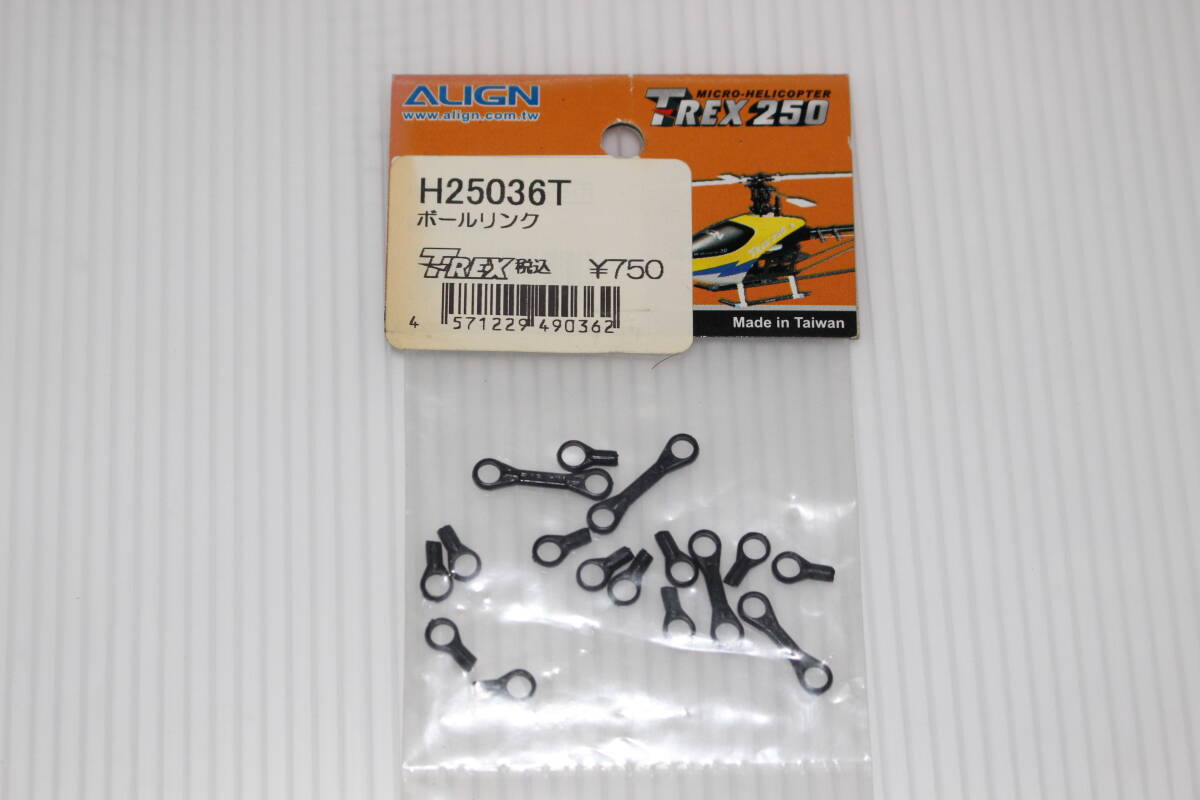 ALIGN
www.align.com.tw
MICRO-HELICOPTER
T-REX 250
H25036T
ボールリンク
T-REX 税込 ¥750
4 571229 490362
Made in Taiwan